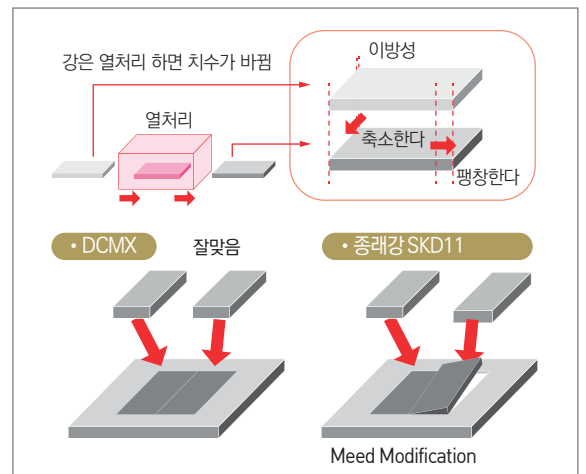 강은 열처리 하면 치수가 바뀜
이방성
열처리
축소한다
팽창한다
• DCMX
잘맞음
• 종래강 SKD11
Meed Modification